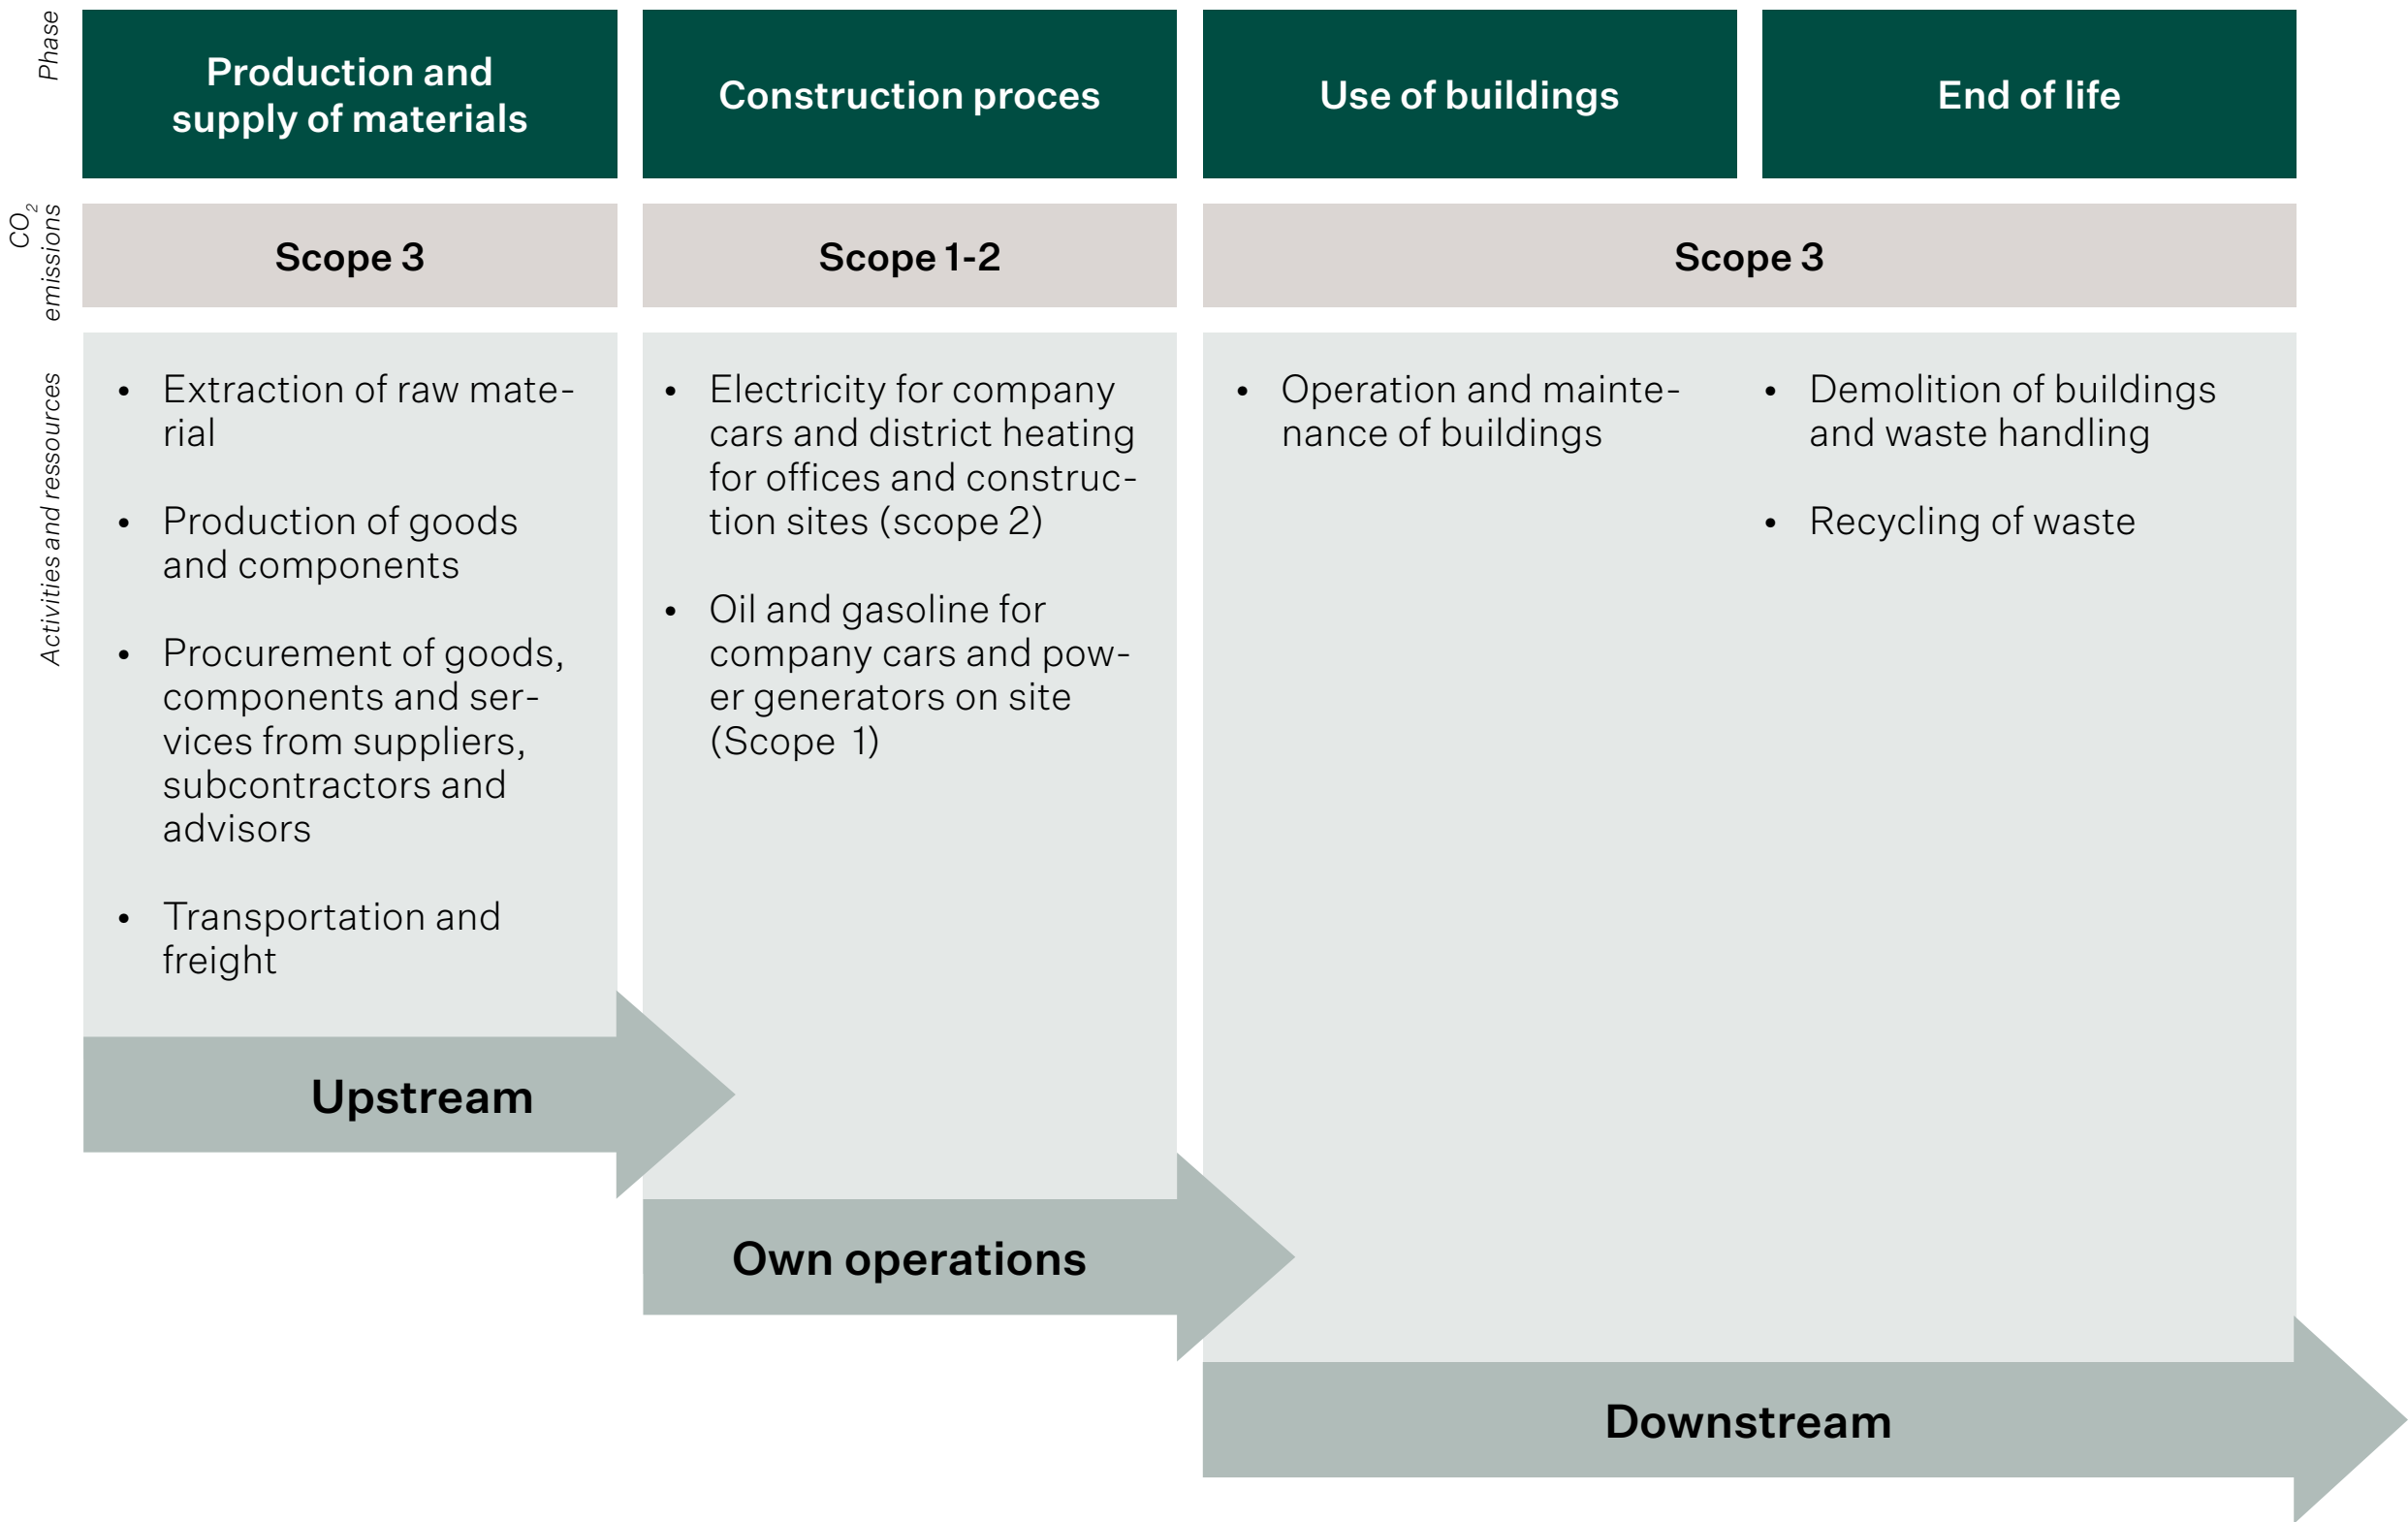 Phase
Production and
supply of materials
Construction proces
Use of buildings
End of life
CO₂
emissions
Scope 3
Scope 1-2
Scope 3
Activities and ressources
• Extraction of raw mate-
rial
• Production of goods
and components
• Procurement of goods,
components and ser-
vices from suppliers,
subcontractors and
advisors
• Transportation and
freight
• Electricity for company
cars and district heating
for offices and construc-
tion sites (scope 2)
• Oil and gasoline for
company cars and pow-
er generators on site
(Scope 1)
• Operation and mainte-
nance of buildings
• Demolition of buildings
and waste handling
• Recycling of waste
Upstream
Own operations
Downstream